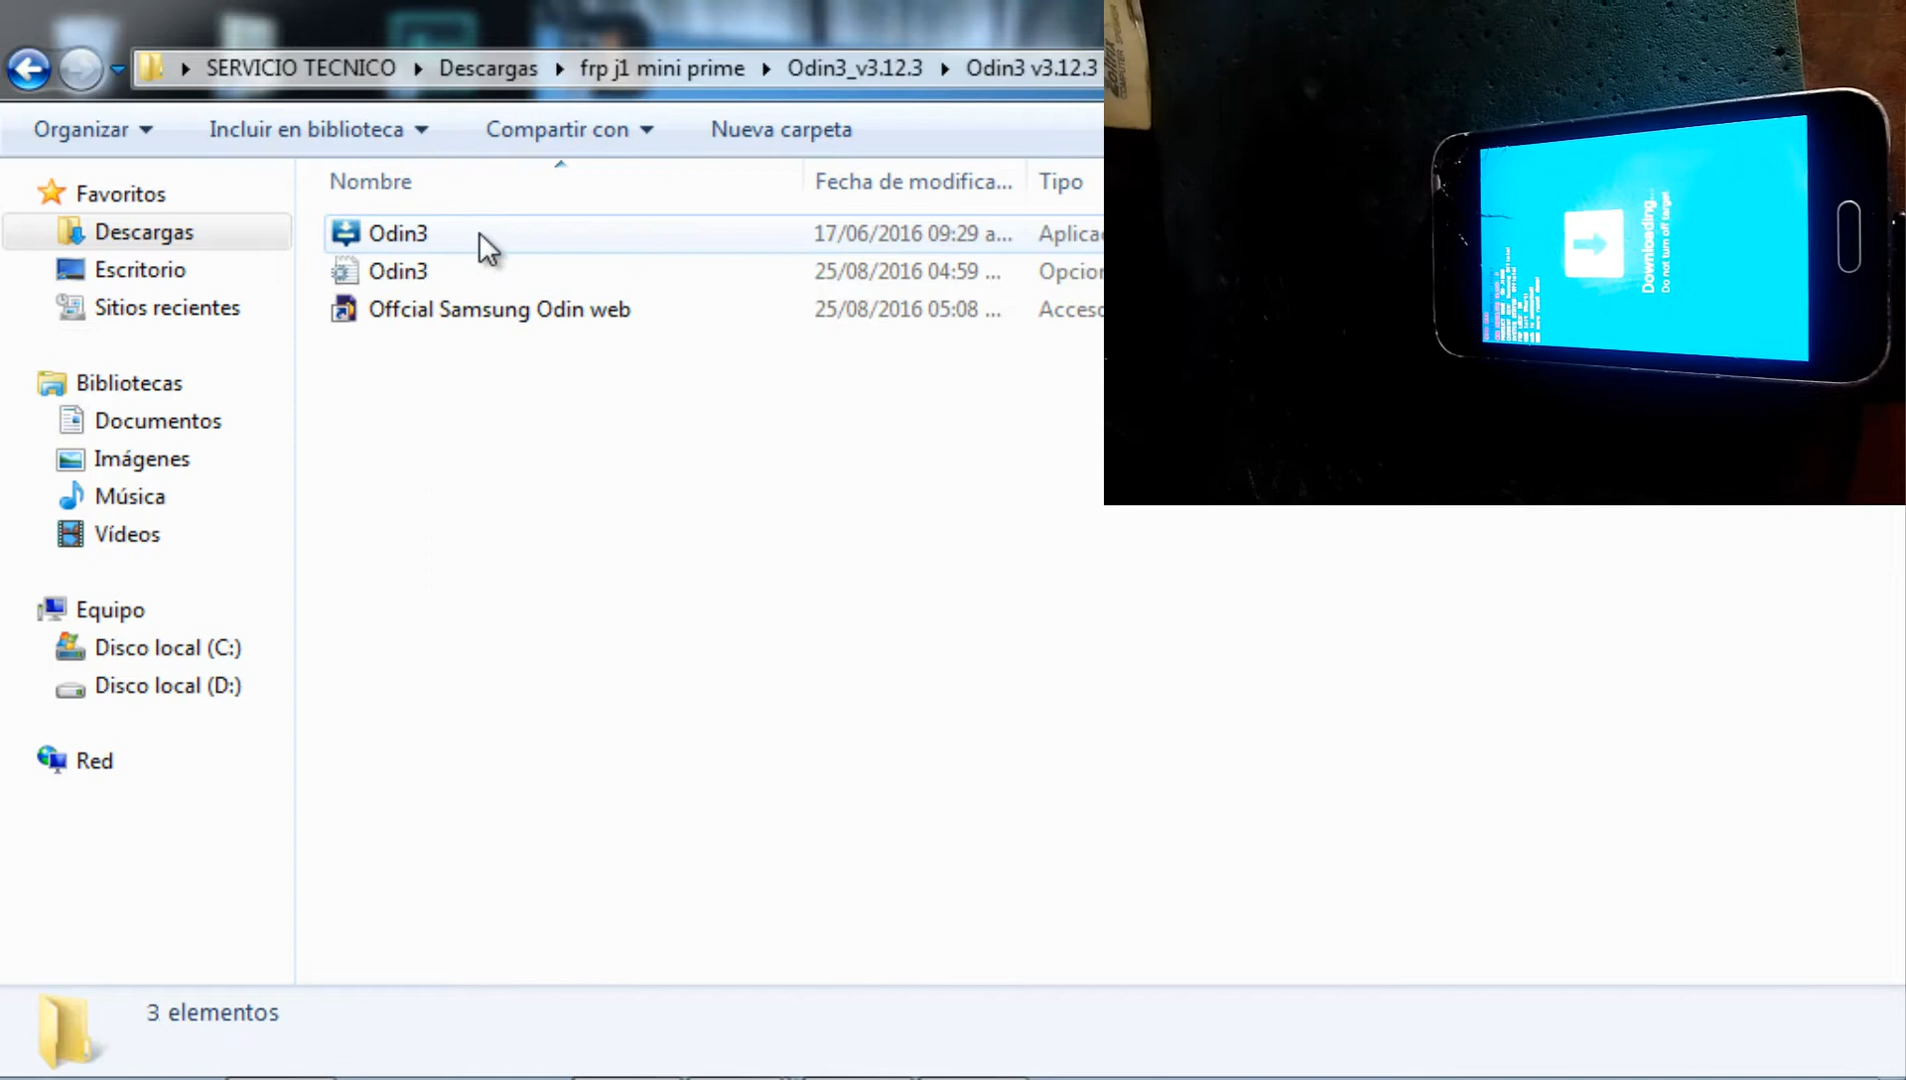 SERVICIO TECNICO Descargas frp j1 mini prime Odin3_v3.12.3 Odin3 v3.12.3
Organizar Incluir en biblioteca Compartir con Nueva carpeta
Nombre Fecha de modifica... Tipo
Favoritos
Descargas
Escritorio
Sitios recientes
Bibliotecas
Documentos
Imágenes
Música
Vídeos
Equipo
Disco local (C:)
Disco local (D:)
Red
Odin3 17/06/2016 09:29 a... Aplica
Odin3 25/08/2016 04:59 ... Opcion
Offcial Samsung Odin web 25/08/2016 05:08 ... Acceso
3 elementos
COMPUTER SPEAKER
Downloading...
Do not turn off target